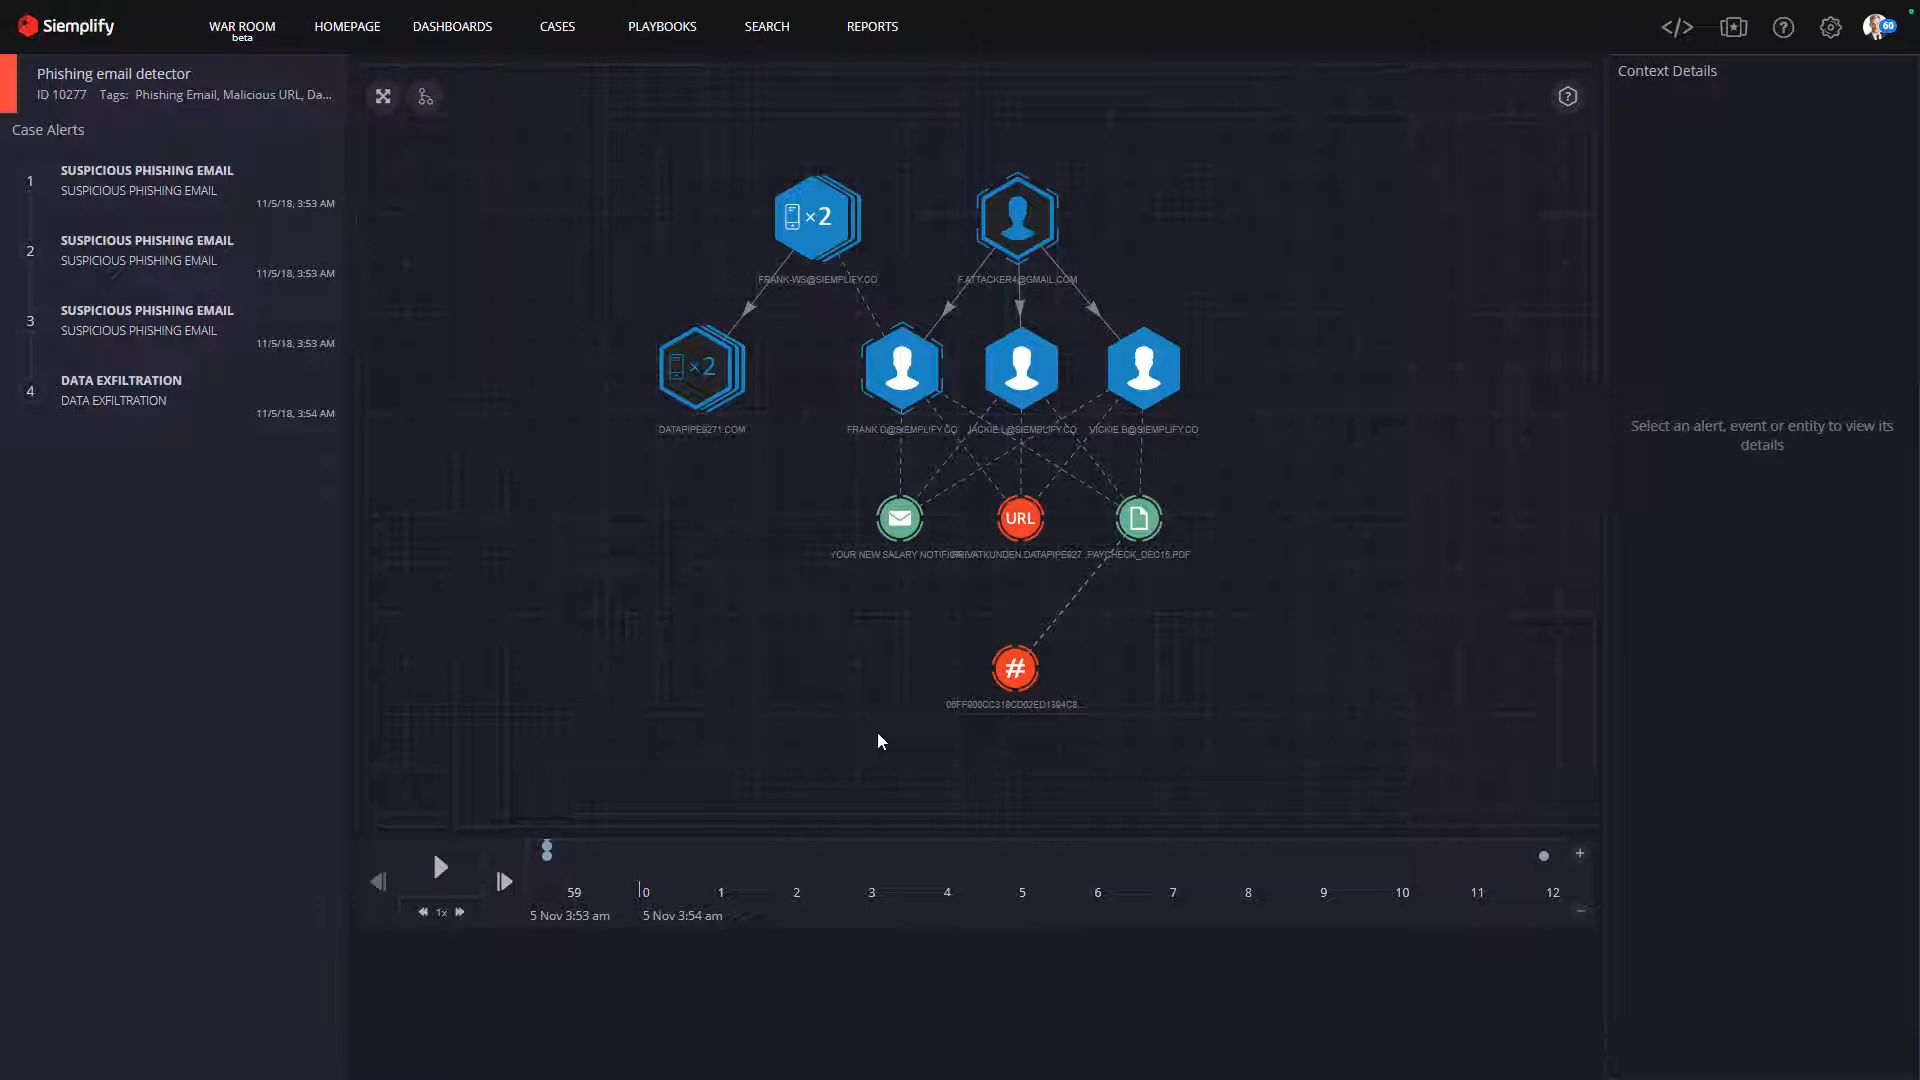 Siemplify
WAR ROOM
beta
HOMEPAGE
DASHBOARDS
CASES
PLAYBOOKS
SEARCH
REPORTS
</>
?
60
Phishing email detector
ID 10277 Tags: Phishing Email, Malicious URL, Da...
Case Alerts
1
SUSPICIOUS PHISHING EMAIL
SUSPICIOUS PHISHING EMAIL
11/5/18, 3:53 AM
2
SUSPICIOUS PHISHING EMAIL
SUSPICIOUS PHISHING EMAIL
11/5/18, 3:53 AM
3
SUSPICIOUS PHISHING EMAIL
SUSPICIOUS PHISHING EMAIL
11/5/18, 3:53 AM
4
DATA EXFILTRATION
DATA EXFILTRATION
11/5/18, 3:54 AM
?
×2
FRANK-WS@SIEMPLIFY.CO
F.ATTACKER4@GMAIL.COM
×2
DATAPIPE9271.COM
FRANK.D@SIEMPLIFY.CO
JACKIE.L@SIEMPLIFY.CO
VICKIE.B@SIEMPLIFY.CO
URL
YOUR NEW SALARY
PAYCHECK_DEC15.PDF
#
Context Details
Select an alert, event or entity to view its
details
+
59 0 1 2 3 4 5 6 7 8 9 10 11 12
1x
5 Nov 3:53 am 5 Nov 3:54 am
−